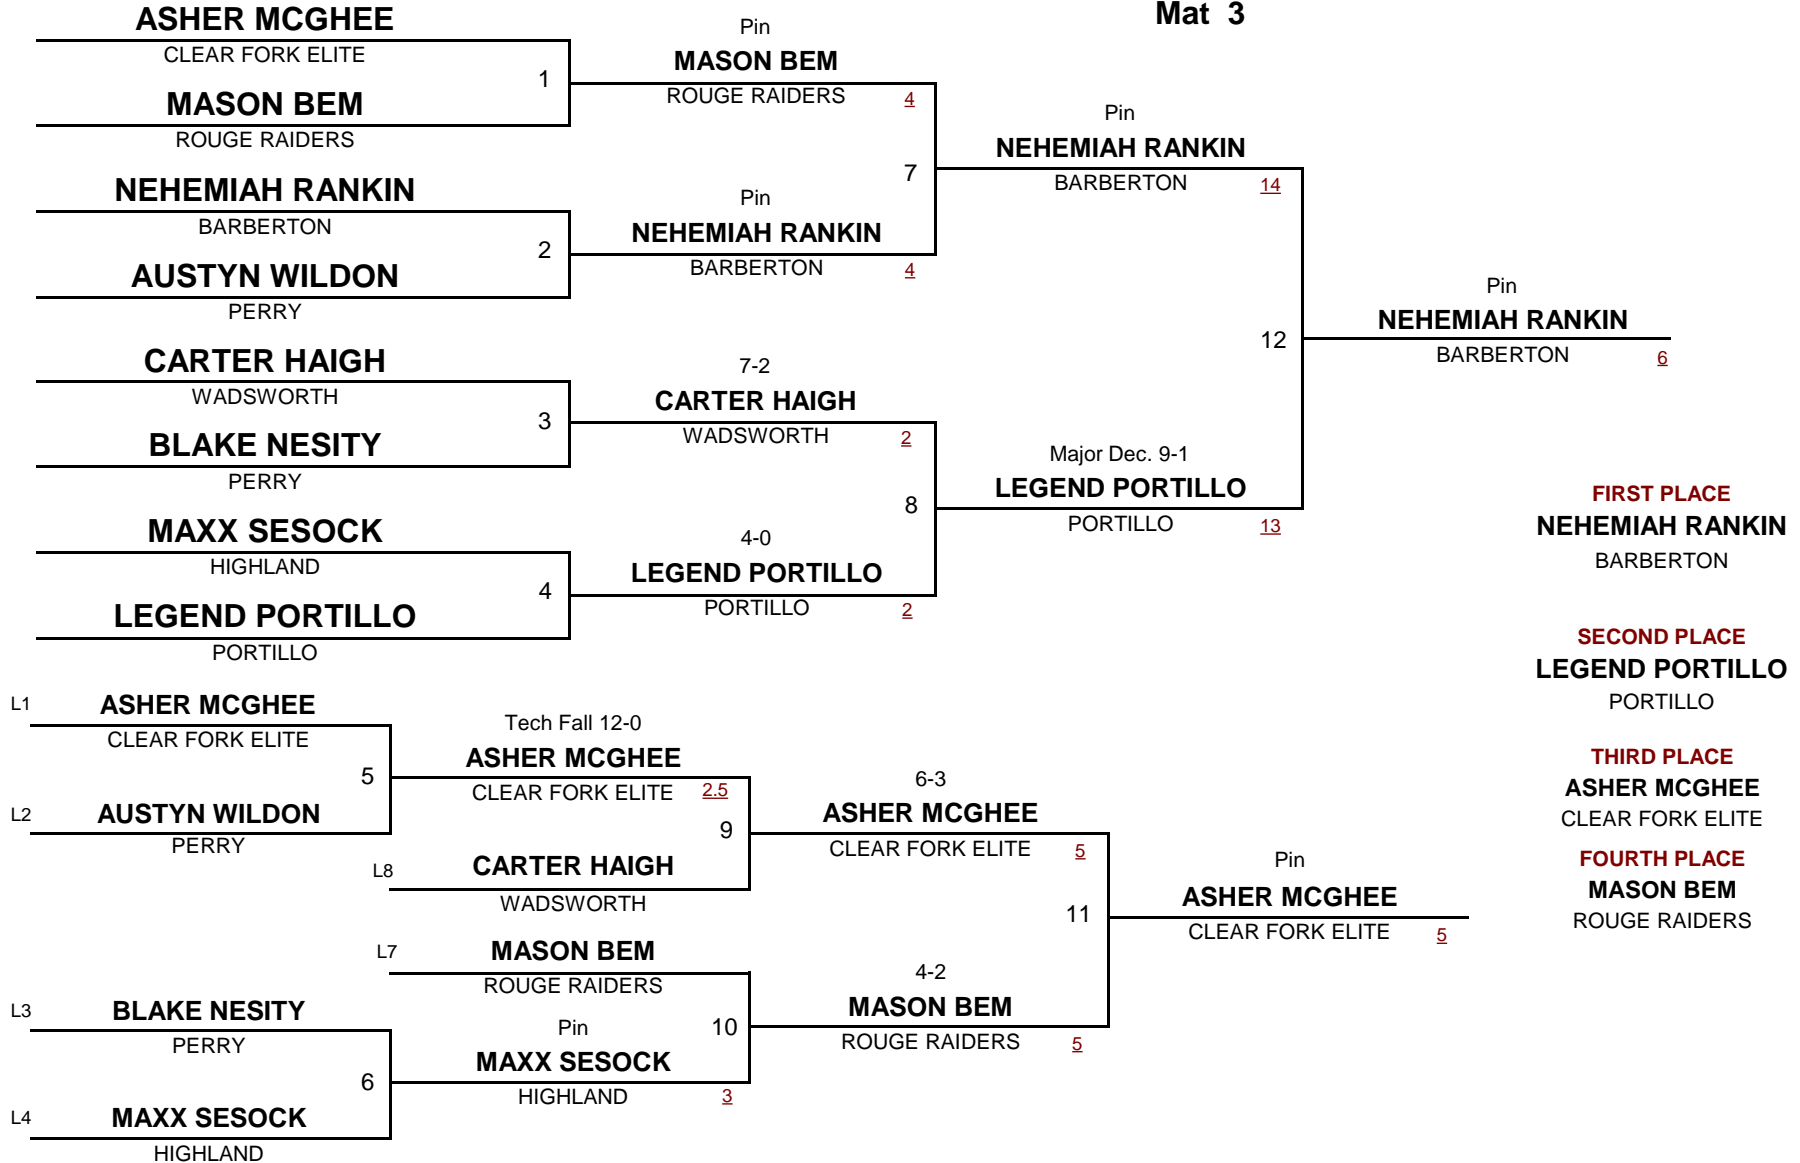 Mat 3
ASHER MCGHEE
CLEAR FORK ELITE
1
MASON BEM
ROUGE RAIDERS
NEHEMIAH RANKIN
BARBERTON
2
AUSTYN WILDON
PERRY
CARTER HAIGH
WADSWORTH
3
BLAKE NESITY
PERRY
MAXX SESOCK
HIGHLAND
4
LEGEND PORTILLO
PORTILLO
Pin
MASON BEM
ROUGE RAIDERS 4
7
Pin
NEHEMIAH RANKIN
BARBERTON 4
7-2
CARTER HAIGH
WADSWORTH 2
8
4-0
LEGEND PORTILLO
PORTILLO 2
Pin
NEHEMIAH RANKIN
BARBERTON 14
12
Major Dec. 9-1
LEGEND PORTILLO
PORTILLO 13
Pin
NEHEMIAH RANKIN
BARBERTON 6
FIRST PLACE
NEHEMIAH RANKIN
BARBERTON
SECOND PLACE
LEGEND PORTILLO
PORTILLO
THIRD PLACE
ASHER MCGHEE
CLEAR FORK ELITE
FOURTH PLACE
MASON BEM
ROUGE RAIDERS
L1 ASHER MCGHEE
CLEAR FORK ELITE
5
L2 AUSTYN WILDON
PERRY
Tech Fall 12-0
ASHER MCGHEE
CLEAR FORK ELITE 2.5
9
L8 CARTER HAIGH
WADSWORTH
L7 MASON BEM
ROUGE RAIDERS
10
L3 BLAKE NESITY
PERRY
6
L4 MAXX SESOCK
HIGHLAND
Pin
MAXX SESOCK
HIGHLAND 3
6-3
ASHER MCGHEE
CLEAR FORK ELITE 5
11
4-2
MASON BEM
ROUGE RAIDERS 5
Pin
ASHER MCGHEE
CLEAR FORK ELITE 5